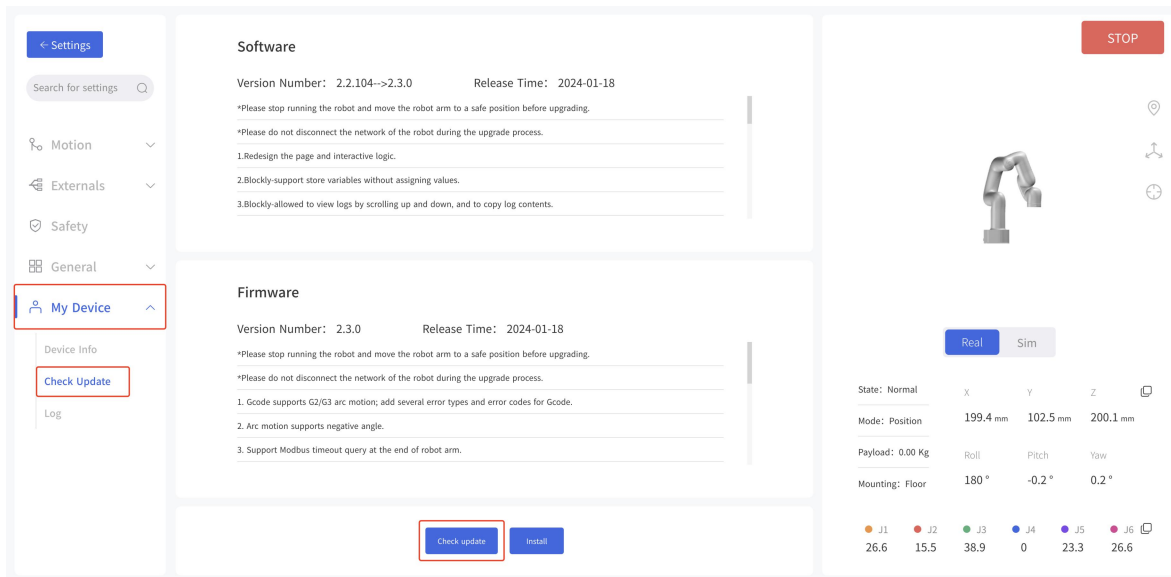 ← Settings
Search for settings
Motion
Externals
Safety
General
My Device
Device Info
Check Update
Log
Software
Version Number： 2.2.104-->2.3.0 Release Time： 2024-01-18
*Please stop running the robot and move the robot arm to a safe position before upgrading.
*Please do not disconnect the network of the robot during the upgrade process.
1.Redesign the page and interactive logic.
2.Blockly-support store variables without assigning values.
3.Blockly-allowed to view logs by scrolling up and down, and to copy log contents.
Firmware
Version Number： 2.3.0 Release Time： 2024-01-18
*Please stop running the robot and move the robot arm to a safe position before upgrading.
*Please do not disconnect the network of the robot during the upgrade process.
1. Gcode supports G2/G3 arc motion; add several error types and error codes for Gcode.
2. Arc motion supports negative angle.
3. Support Modbus timeout query at the end of robot arm.
Check update Install
STOP
Real Sim
State： Normal
Mode： Position
Payload： 0.00 Kg
Mounting： Floor
X Y Z
199.4 mm 102.5 mm 200.1 mm
Roll Pitch Yaw
180 ° -0.2 ° 0.2 °
J1 J2 J3 J4 J5 J6
26.6 15.5 38.9 0 23.3 26.6